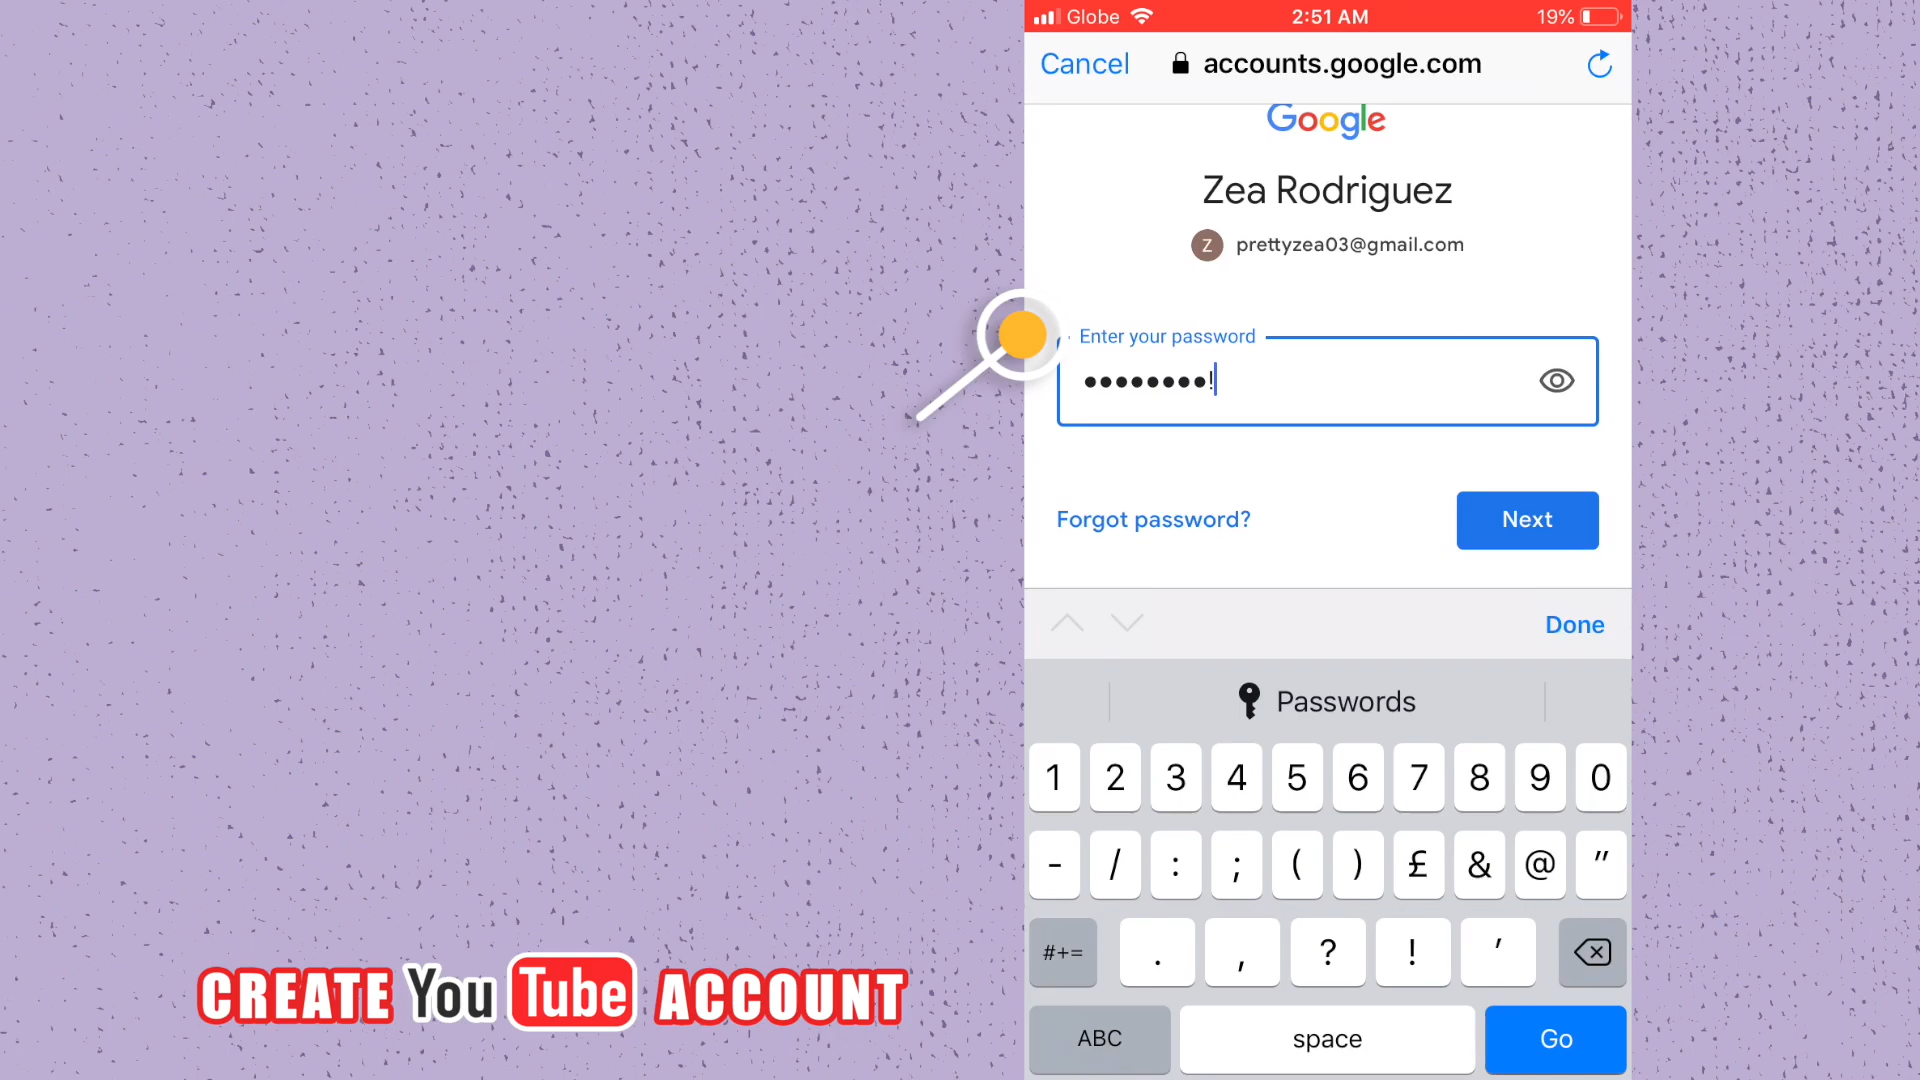 Globe 2:51 AM 19%
Cancel accounts.google.com
Google
Zea Rodriguez
Z prettyzea03@gmail.com
Enter your password
••••••••!
Forgot password? Next
Done
Passwords
1 2 3 4 5 6 7 8 9 0
- / : ; ( ) £ & @ "
#+= . , ? ! '
ABC space Go
CREATE YouTube ACCOUNT